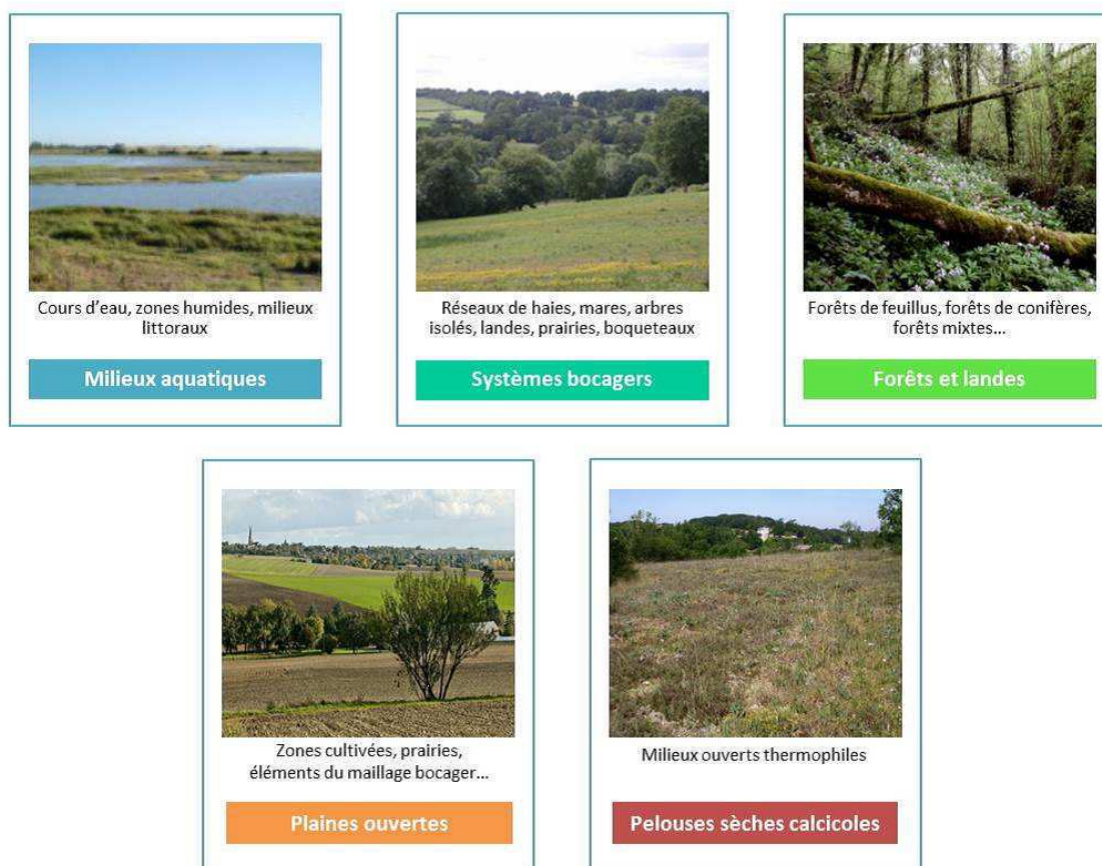 Cours d'eau, zones humides, milieux
littoraux
Milieux aquatiques
Réseaux de haies, mares, arbres
isolés, landes, prairies, boqueteaux
Systèmes bocagers
Forêts de feuillus, forêts de conifères,
forêts mixtes...
Forêts et landes
Zones cultivées, prairies,
éléments du maillage bocager...
Plaines ouvertes
Milieux ouverts thermophiles
Pelouses sèches calcicoles